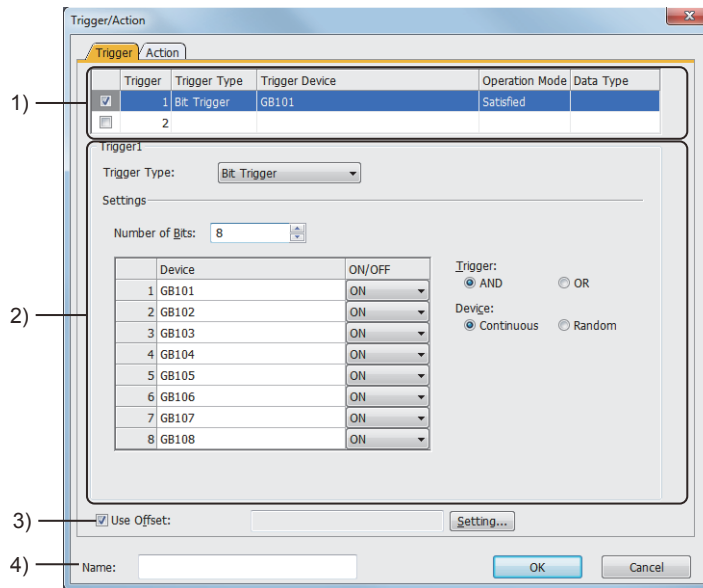 Trigger/Action
Trigger Action
Trigger Trigger Type Trigger Device Operation Mode Data Type
1) 1 Bit Trigger GB101 Satisfied
2
Trigger1
Trigger Type: Bit Trigger
Settings
Number of Bits: 8
Device ON/OFF
Trigger:
1 GB101 ON
AND OR
2 GB102 ON
Device:
3 GB103 ON
Continuous Random
2)
4 GB104 ON
5 GB105 ON
6 GB106 ON
7 GB107 ON
8 GB108 ON
3) Use Offset: Setting...
4) Name: OK Cancel